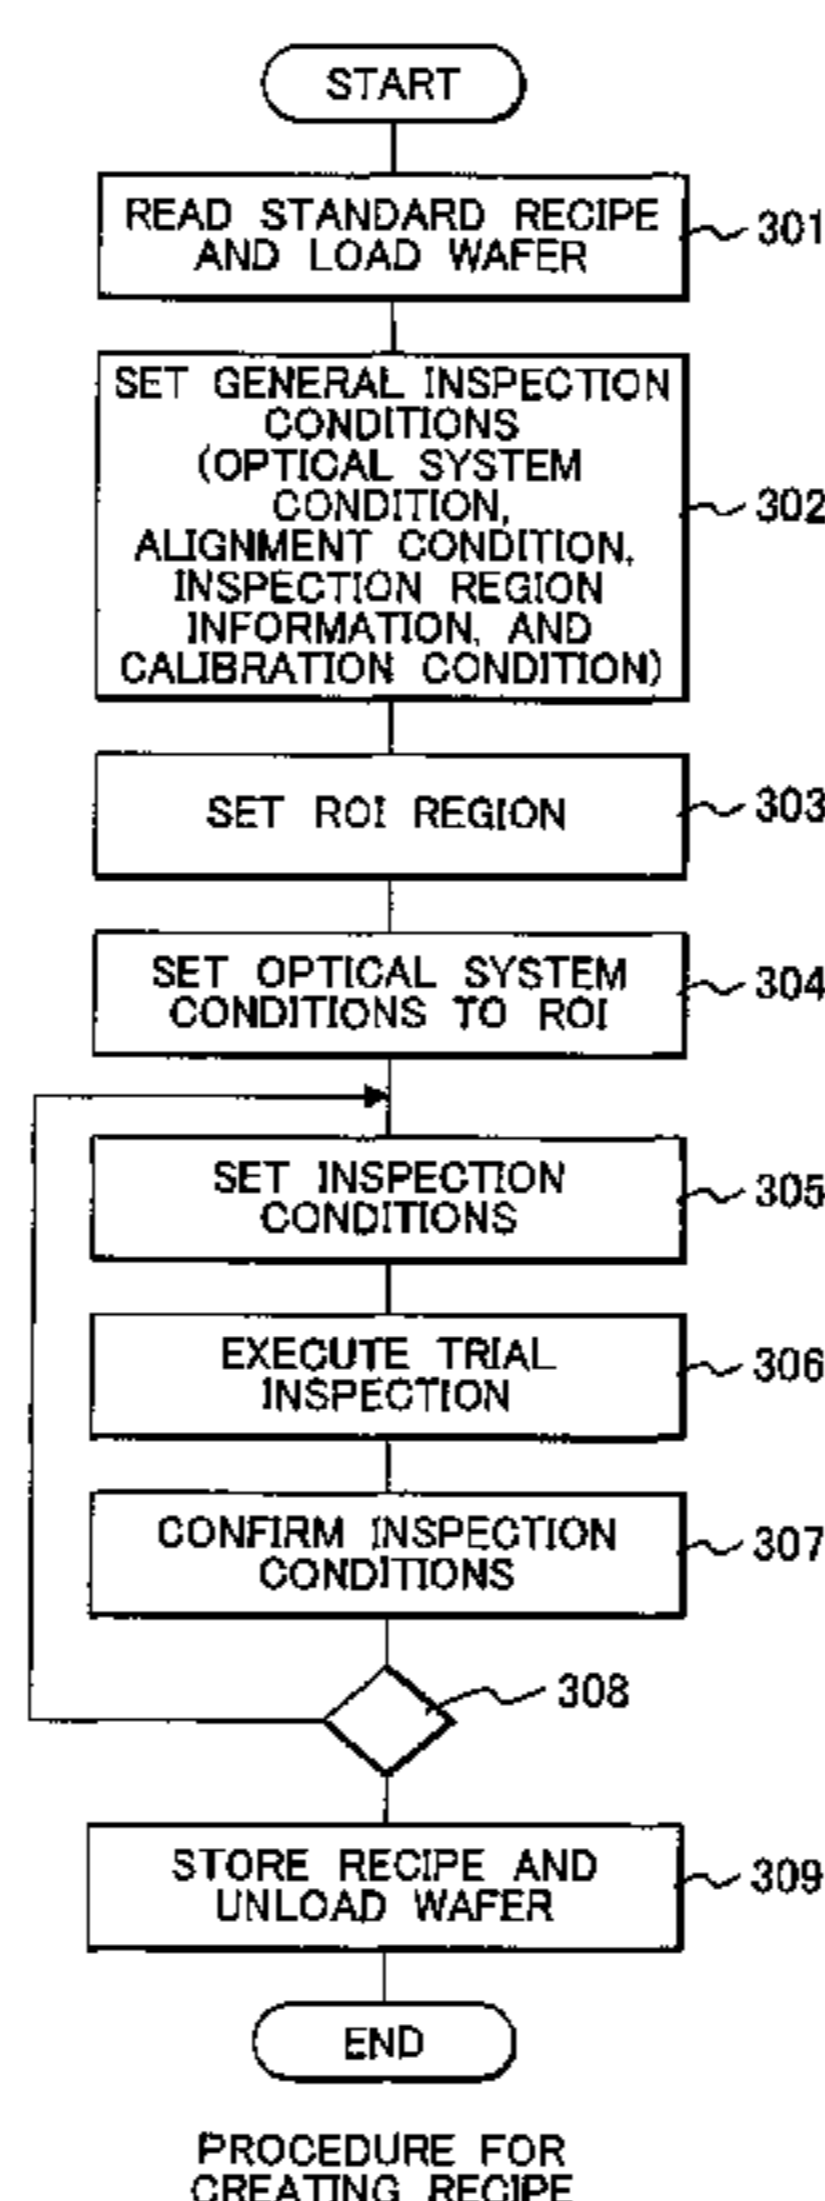 START
READ STANDARD RECIPE
AND LOAD WAFER
301
SET GENERAL INSPECTION
CONDITIONS
(OPTICAL SYSTEM
CONDITION,
ALIGNMENT CONDITION,
INSPECTION REGION
INFORMATION, AND
CALIBRATION CONDITION)
302
SET ROI REGION
303
SET OPTICAL SYSTEM
CONDITIONS TO ROI
304
SET INSPECTION
CONDITIONS
305
EXECUTE TRIAL
INSPECTION
306
CONFIRM INSPECTION
CONDITIONS
307
308
STORE RECIPE AND
UNLOAD WAFER
309
END
PROCEDURE FOR
CREATING RECIPE